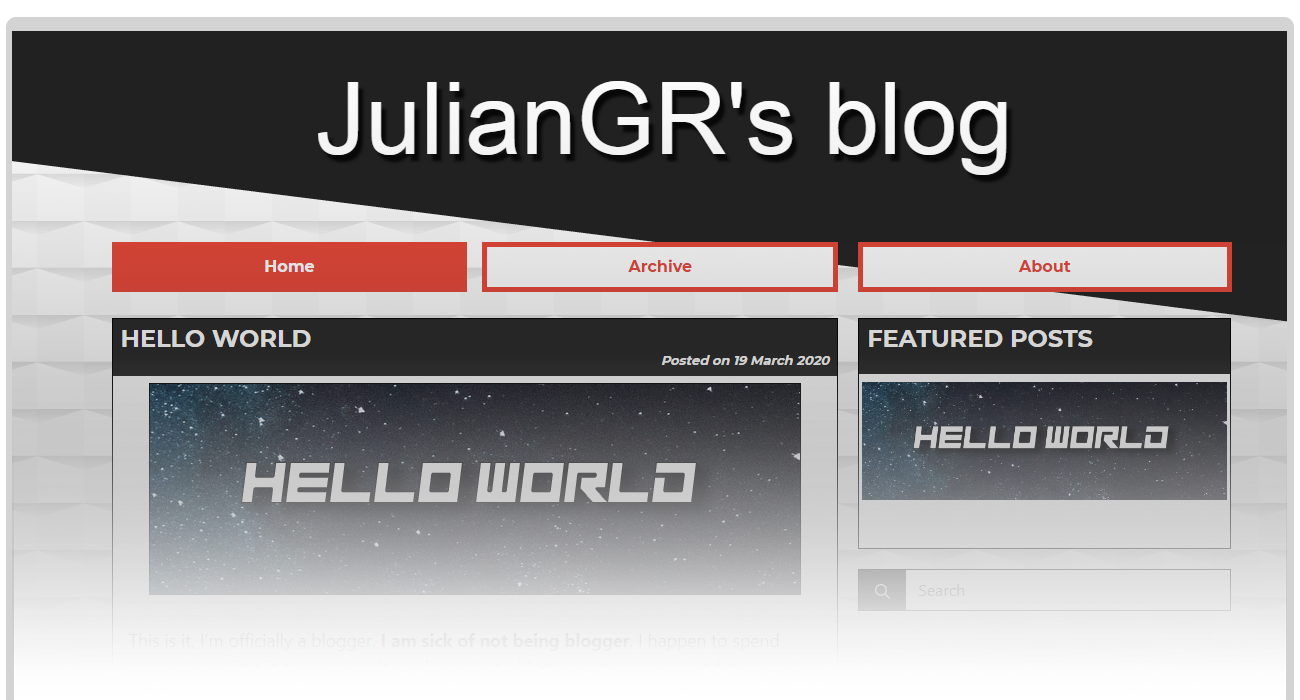 JulianGR's blog
Home
Archive
About
HELLO WORLD
Posted on 19 March 2020
HELLO WORLD
This is it, I'm officially a blogger. I am sick of not being blogger. I happen to spend
FEATURED POSTS
HELLO WORLD
Search